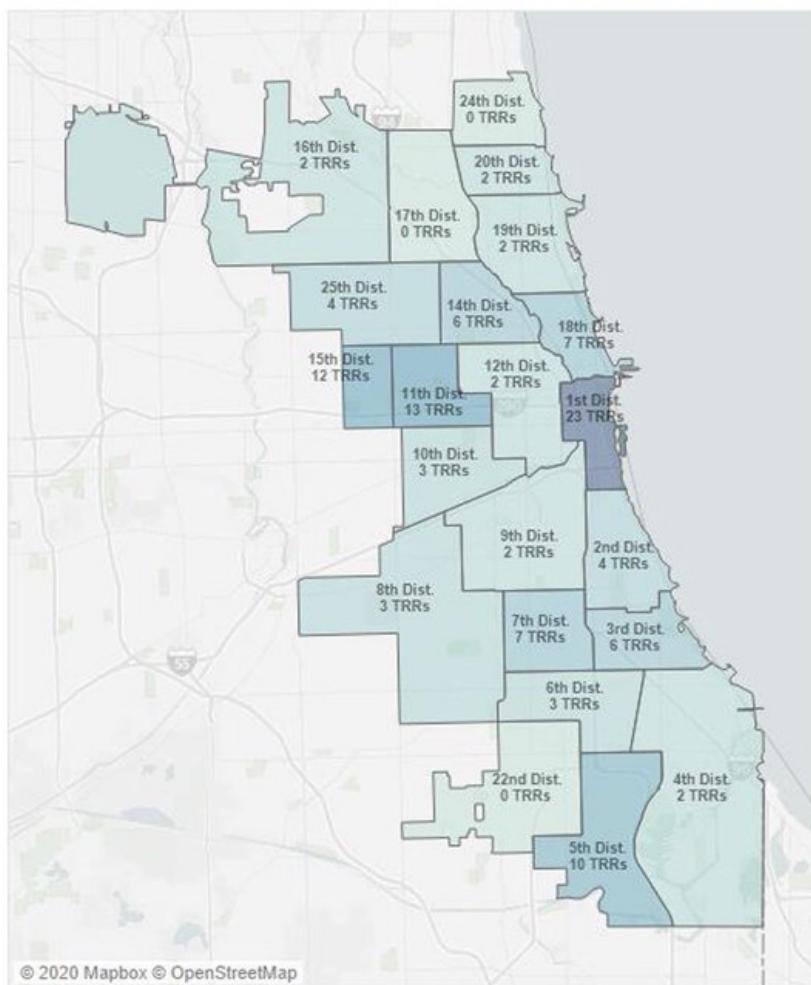 24th Dist.
0 TRRs
16th Dist.
2 TRRs
20th Dist.
2 TRRs
17th Dist.
0 TRRs
19th Dist.
2 TRRs
25th Dist.
4 TRRs
14th Dist.
6 TRRs
18th Dist.
7 TRRs
15th Dist.
12 TRRs
11th Dist.
13 TRRs
12th Dist.
2 TRRs
1st Dist.
23 TRRs
10th Dist.
3 TRRs
9th Dist.
2 TRRs
2nd Dist.
4 TRRs
8th Dist.
3 TRRs
7th Dist.
7 TRRs
3rd Dist.
6 TRRs
55
6th Dist.
3 TRRs
22nd Dist.
0 TRRs
4th Dist.
2 TRRs
5th Dist.
10 TRRs
© 2020 Mapbox © OpenStreetMap